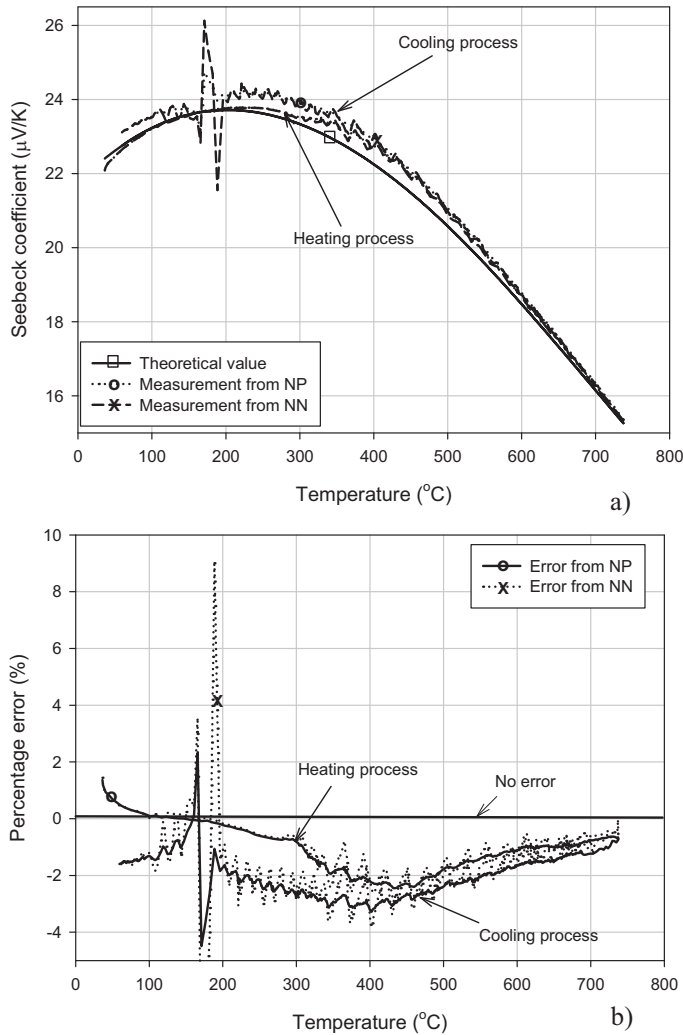 26
24
22
20
18
16
Seebeck coefficient (μV/K)
Cooling process
Heating process
Theoretical value
Measurement from NP
Measurement from NN
0 100 200 300 400 500 600 700 800
Temperature (°C)
a)
10
8
6
4
2
0
-2
-4
Percentage error (%)
Error from NP
Error from NN
Heating process
No error
Cooling process
0 100 200 300 400 500 600 700 800
Temperature (°C)
b)